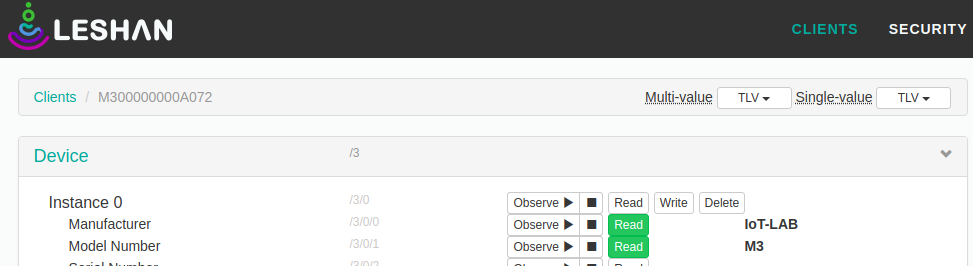 LESHAN CLIENTS SECURITY
Clients / M300000000A072 Multi-value TLV Single-value TLV
Device /3
Instance 0 /3/0 Observe Read Write Delete
Manufacturer /3/0/0 Observe Read IoT-LAB
Model Number /3/0/1 Observe Read M3
Serial Number /3/0/2 Observe Read